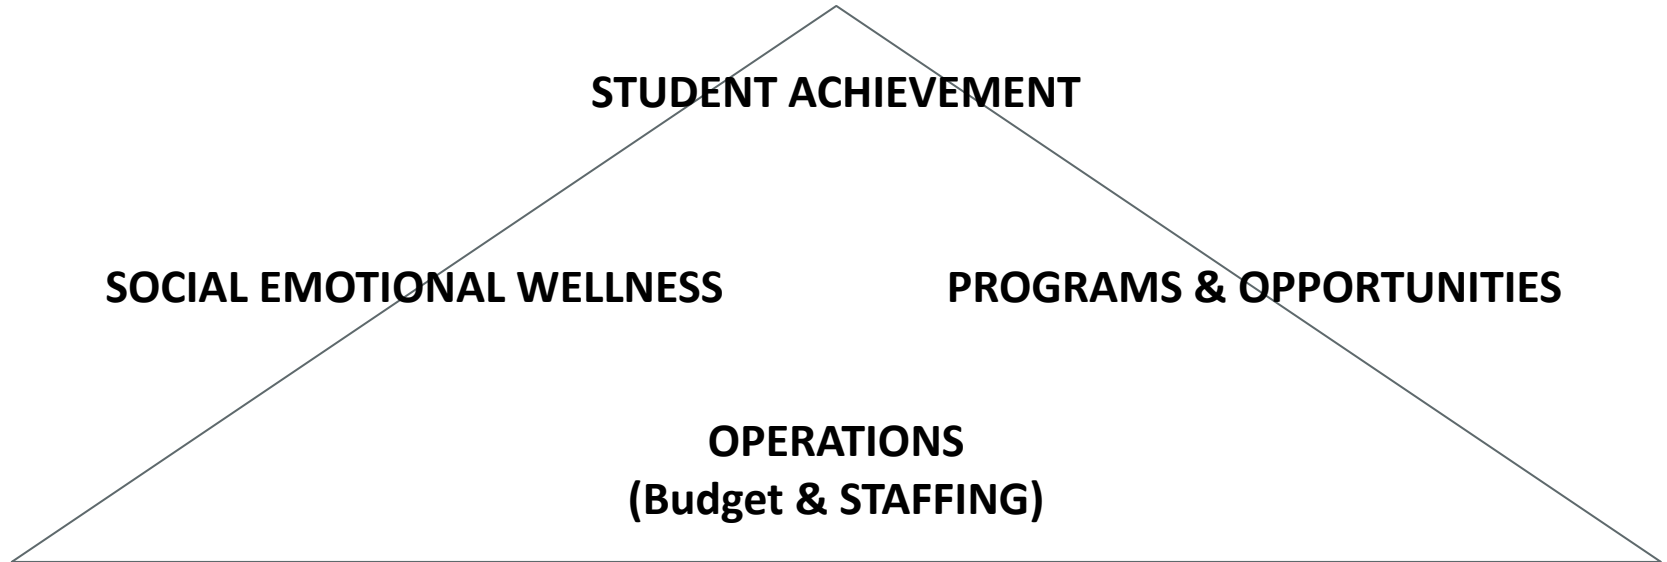 STUDENT ACHIEVEMENT
SOCIAL EMOTIONAL WELLNESS
PROGRAMS & OPPORTUNITIES
OPERATIONS
(Budget & STAFFING)